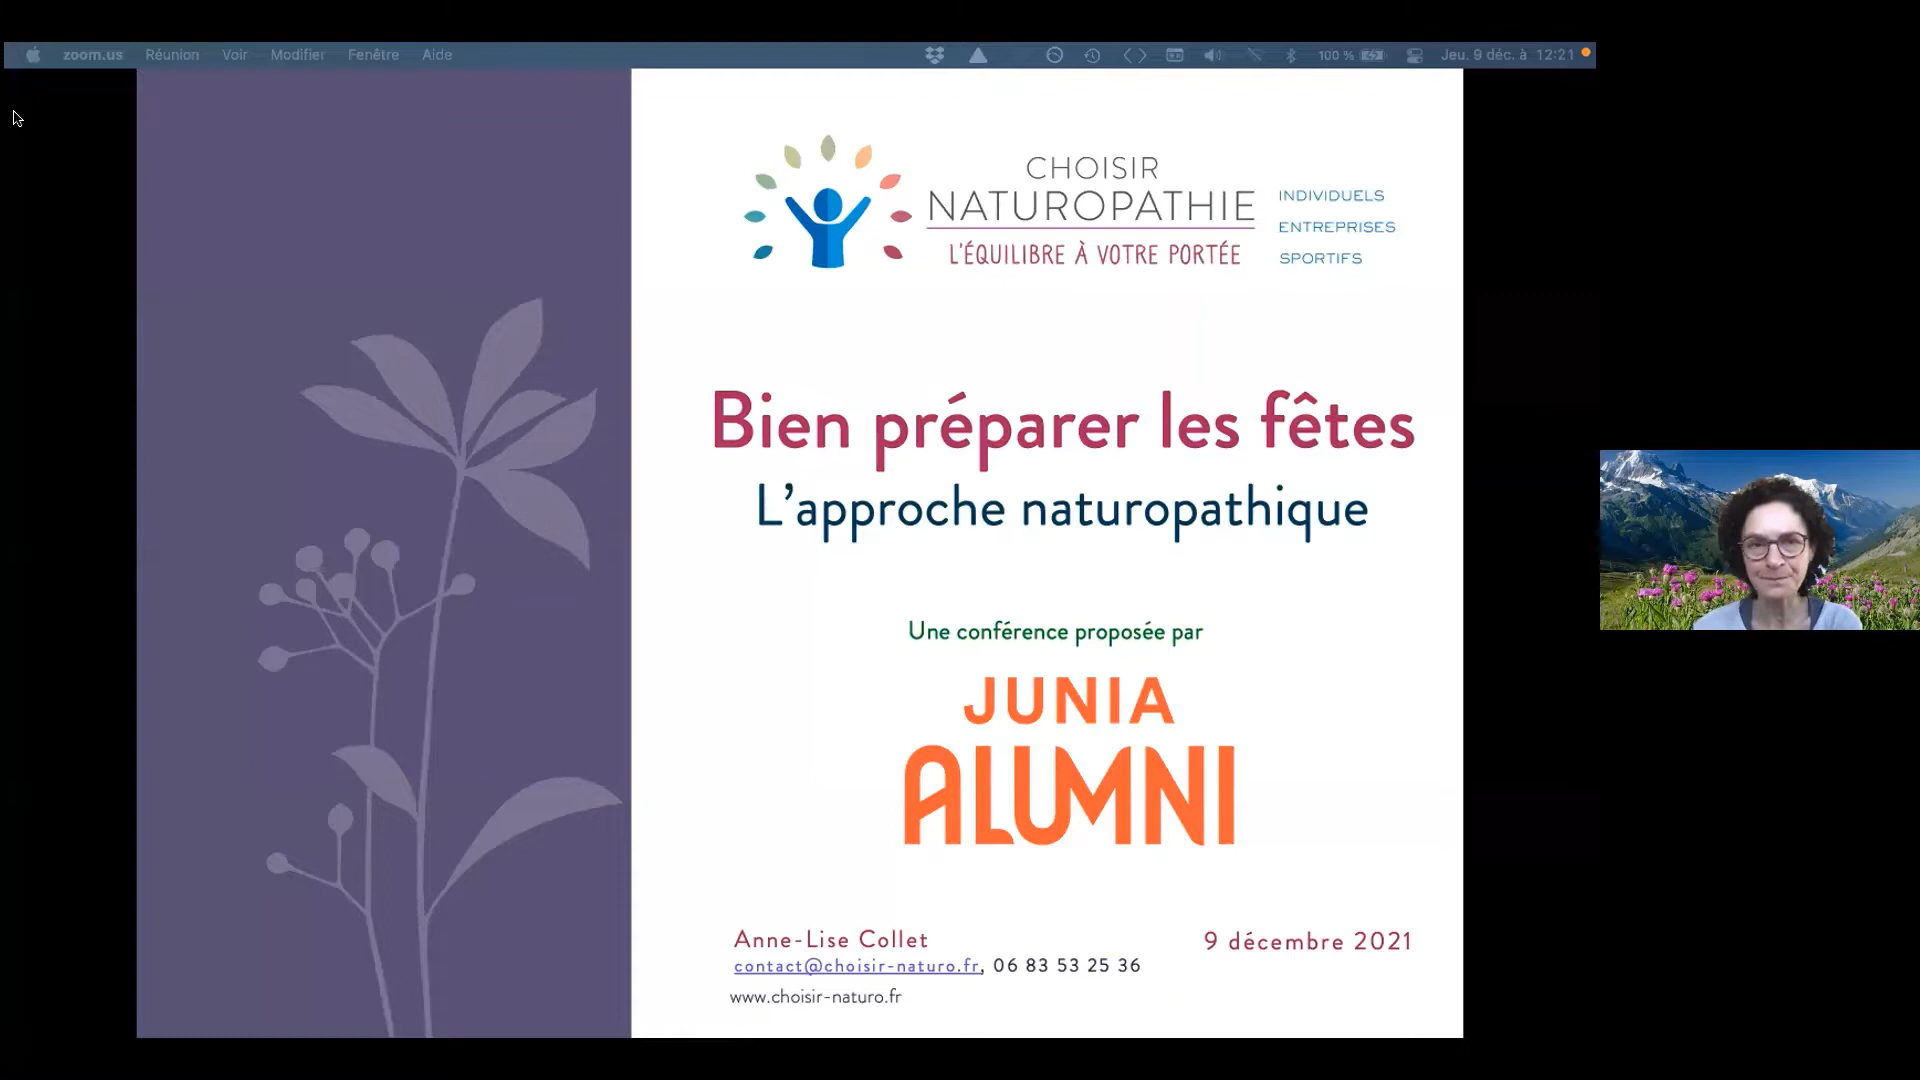 zoom.us Réunion Voir Modifier Fenêtre Aide 100 % Jeu. 9 déc. à 12:21
CHOISIR
NATUROPATHIE
L'ÉQUILIBRE À VOTRE PORTÉE
INDIVIDUELS
ENTREPRISES
SPORTIFS
Bien préparer les fêtes
L'approche naturopathique
Une conférence proposée par
JUNIA
ALUMNI
Anne-Lise Collet
9 décembre 2021
contact@choisir-naturo.fr, 06 83 53 25 36
www.choisir-naturo.fr